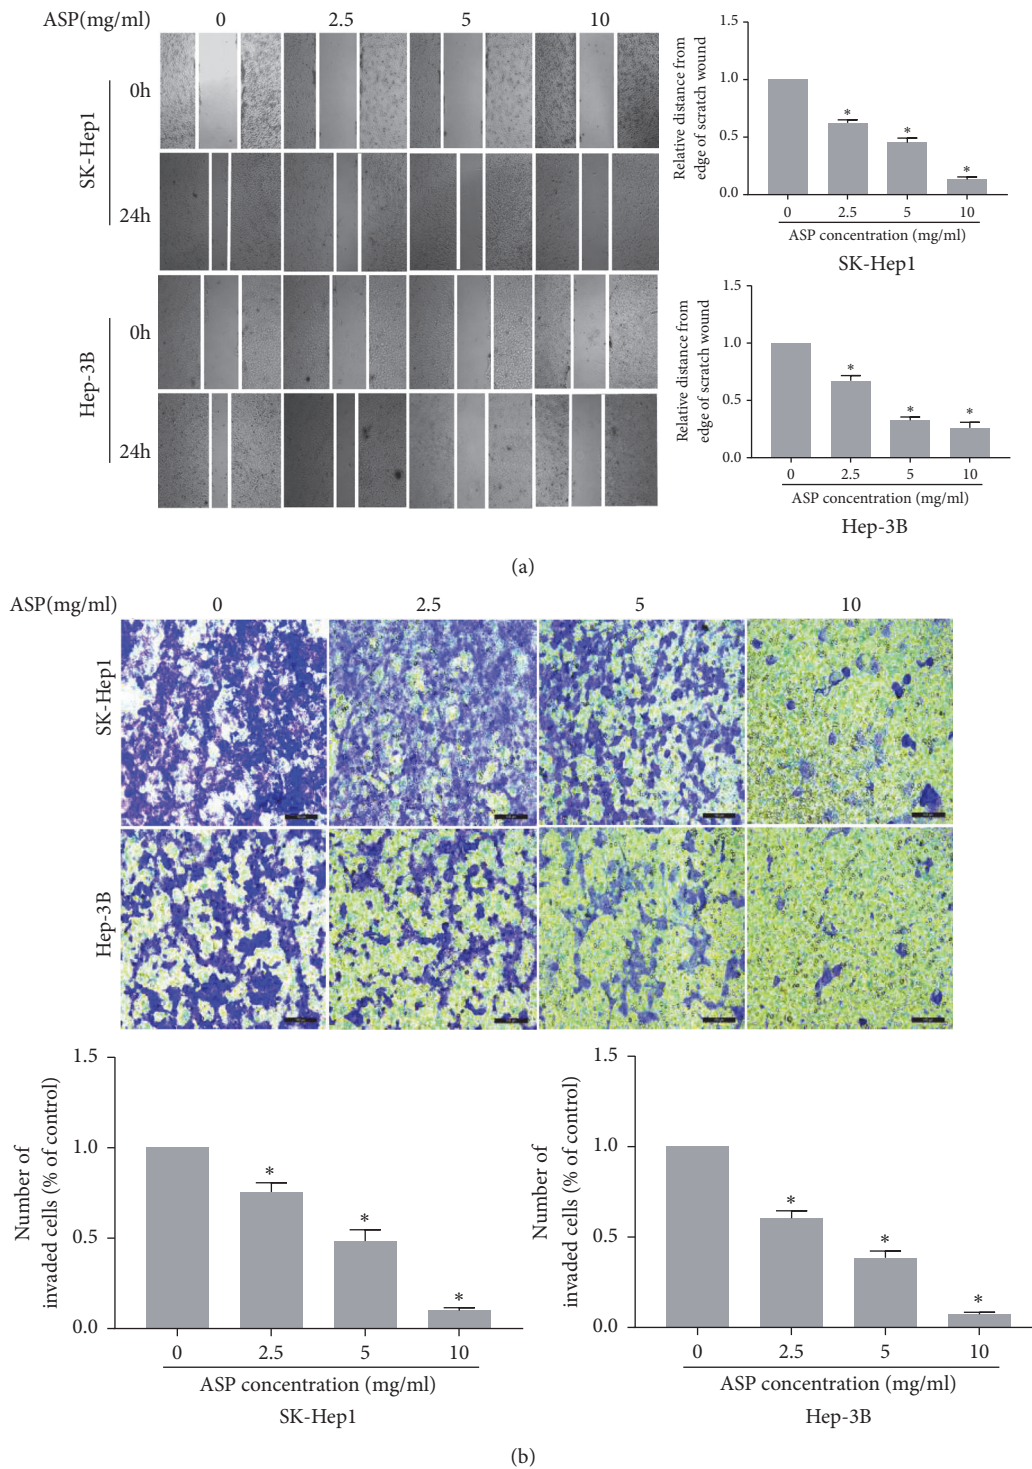 ASP(mg/ml) 0 2.5 5 10
SK-Hep1
0h
24h
Hep-3B
0h
24h
Relative distance from
edge of scratch wound
1.5
1.0
0.5
0.0
* * *
0 2.5 5 10
ASP concentration (mg/ml)
SK-Hep1
Relative distance from
edge of scratch wound
1.5
1.0
0.5
0.0
* * *
0 2.5 5 10
ASP concentration (mg/ml)
Hep-3B
(a)
ASP(mg/ml) 0 2.5 5 10
SK-Hep1
Hep-3B
Number of
invaded cells (% of control)
1.5
1.0
0.5
0.0
* * *
0 2.5 5 10
ASP concentration (mg/ml)
SK-Hep1
Number of
invaded cells (% of control)
1.5
1.0
0.5
0.0
* * *
0 2.5 5 10
ASP concentration (mg/ml)
Hep-3B
(b)